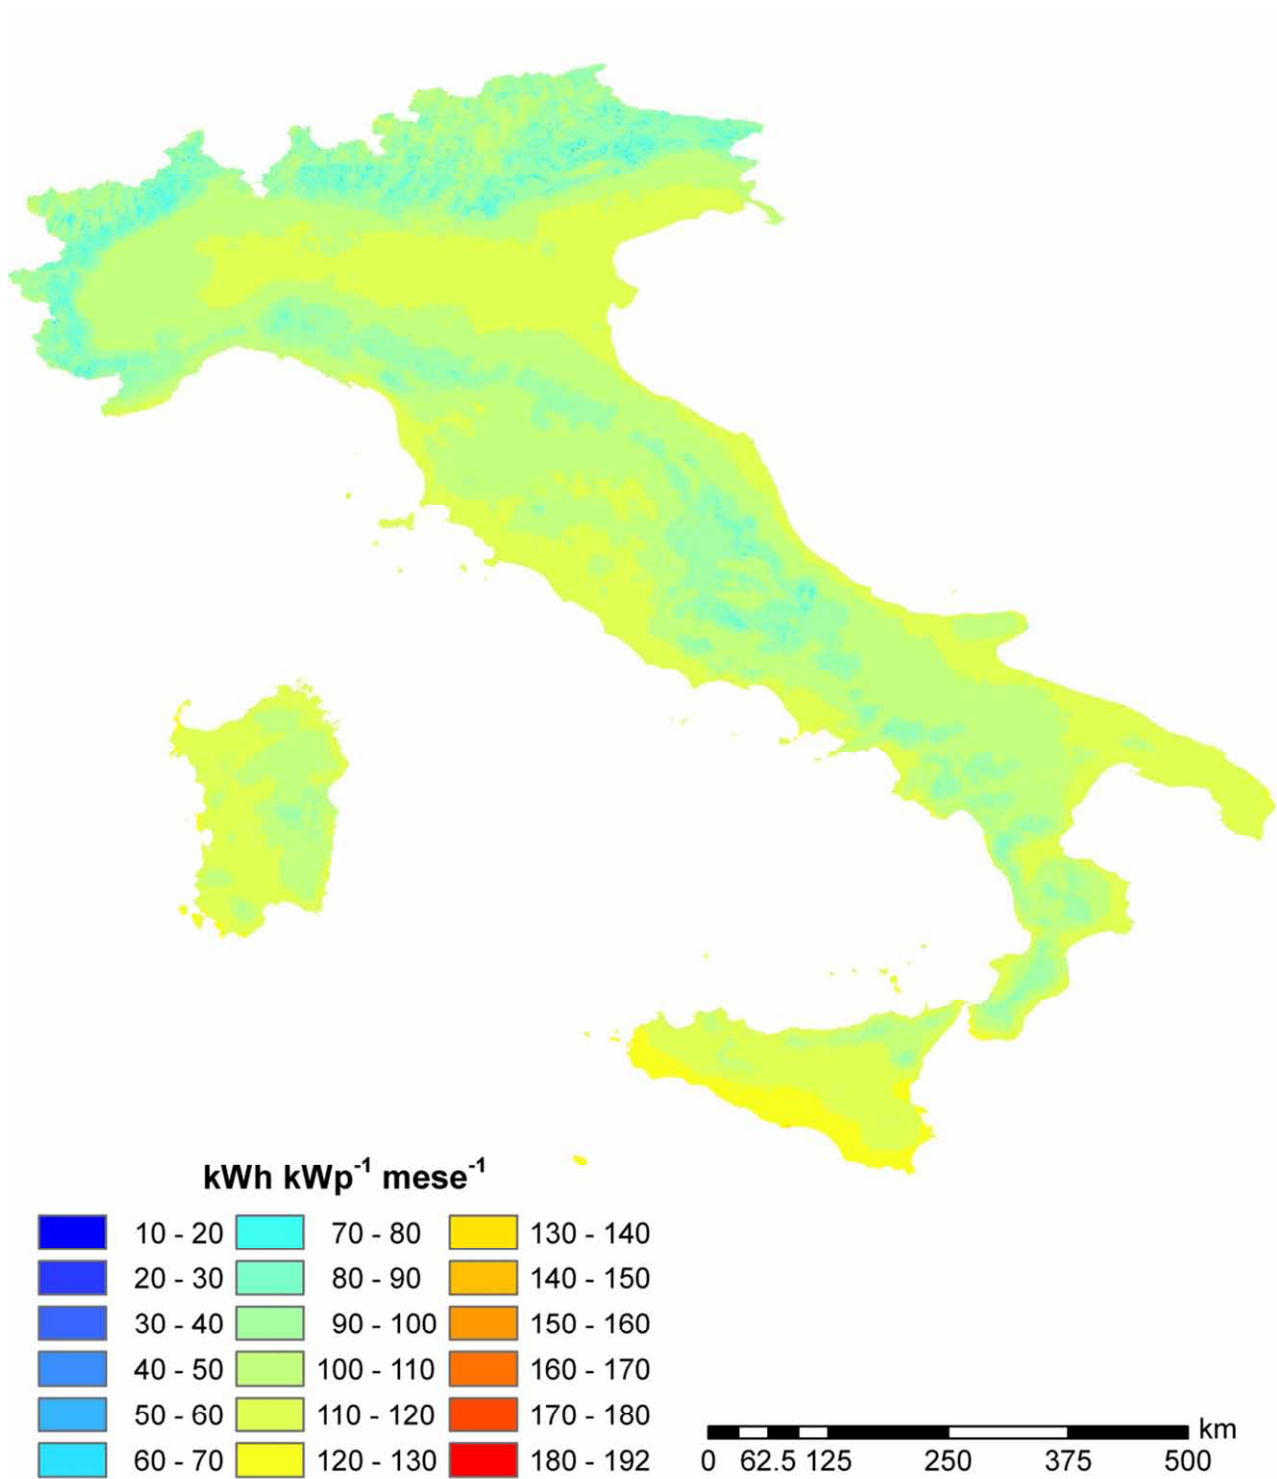 kWh kWp-1 mese-1
10 - 20 70 - 80 130 - 140
20 - 30 80 - 90 140 - 150
30 - 40 90 - 100 150 - 160
40 - 50 100 - 110 160 - 170
50 - 60 110 - 120 170 - 180
60 - 70 120 - 130 180 - 192
km
0 62.5 125 250 375 500